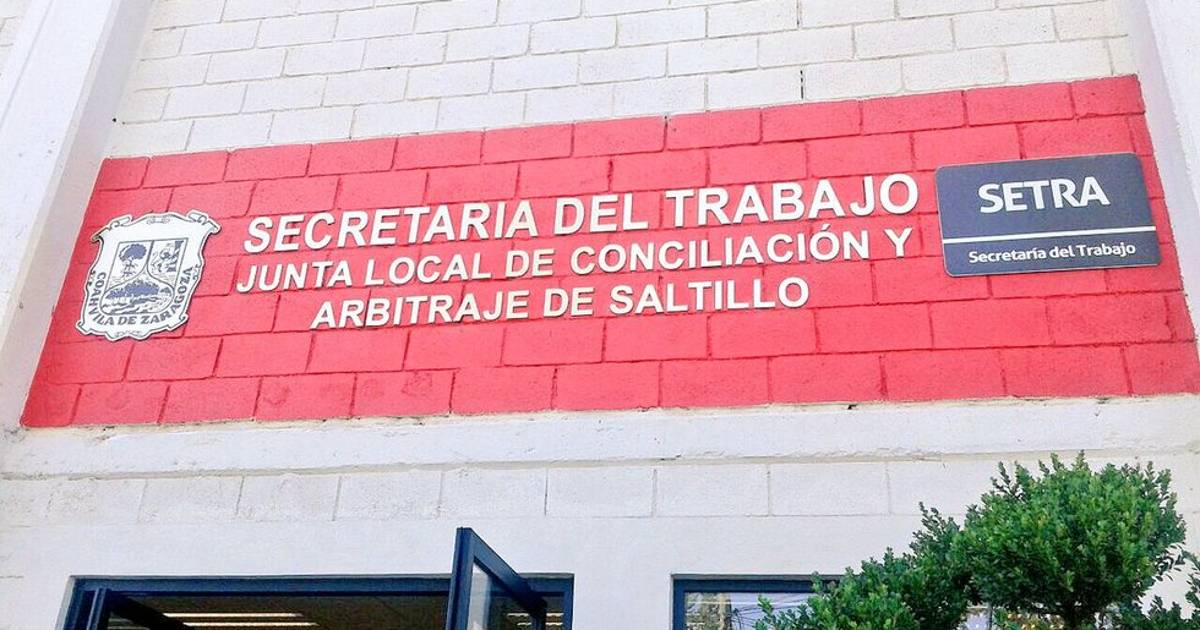 SECRETARIA DEL TRABAJO
JUNTA LOCAL DE CONCILIACIÓN Y
ARBITRAJE DE SALTILLO
COAHUILA DE ZARAGOZA
SETRA
Secretaría del Trabajo